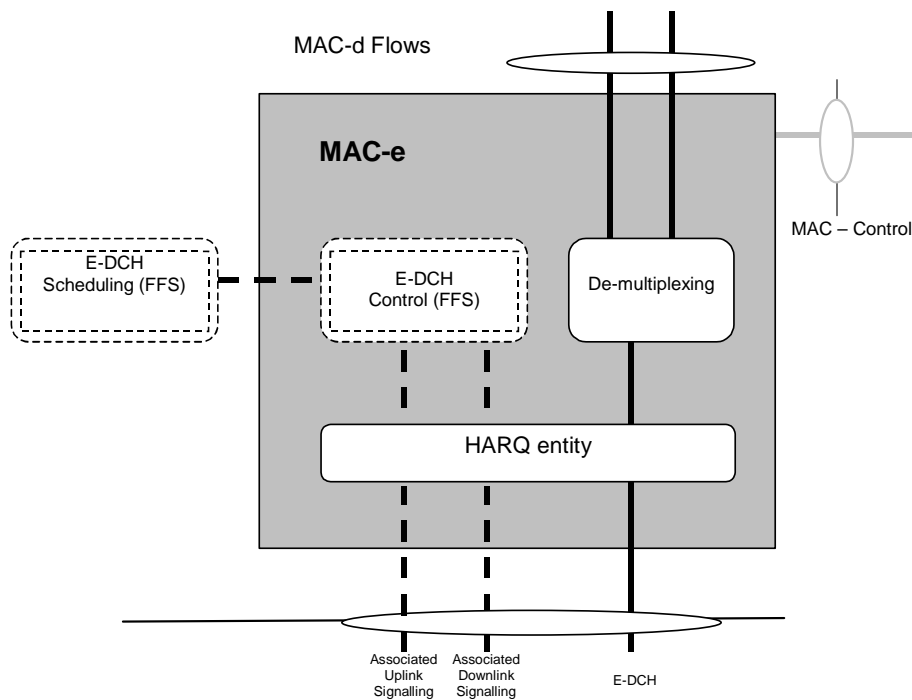 MAC-d Flows
MAC-e
MAC – Control
E-DCH
Scheduling (FFS)
E-DCH
Control (FFS)
De-multiplexing
HARQ entity
Associated
Uplink
Signalling
Associated
Downlink
Signalling
E-DCH